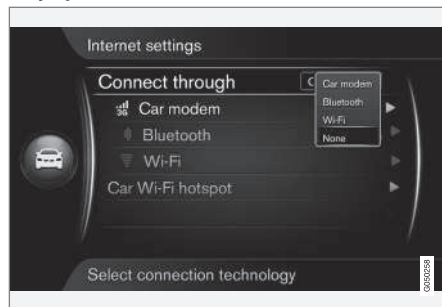 Internet settings
Connect through
C
Car modem
Bluetooth
Wi-Fi
None
3G
Car modem
Bluetooth
Wi-Fi
Car Wi-Fi hotspot
Select connection technology
G050258